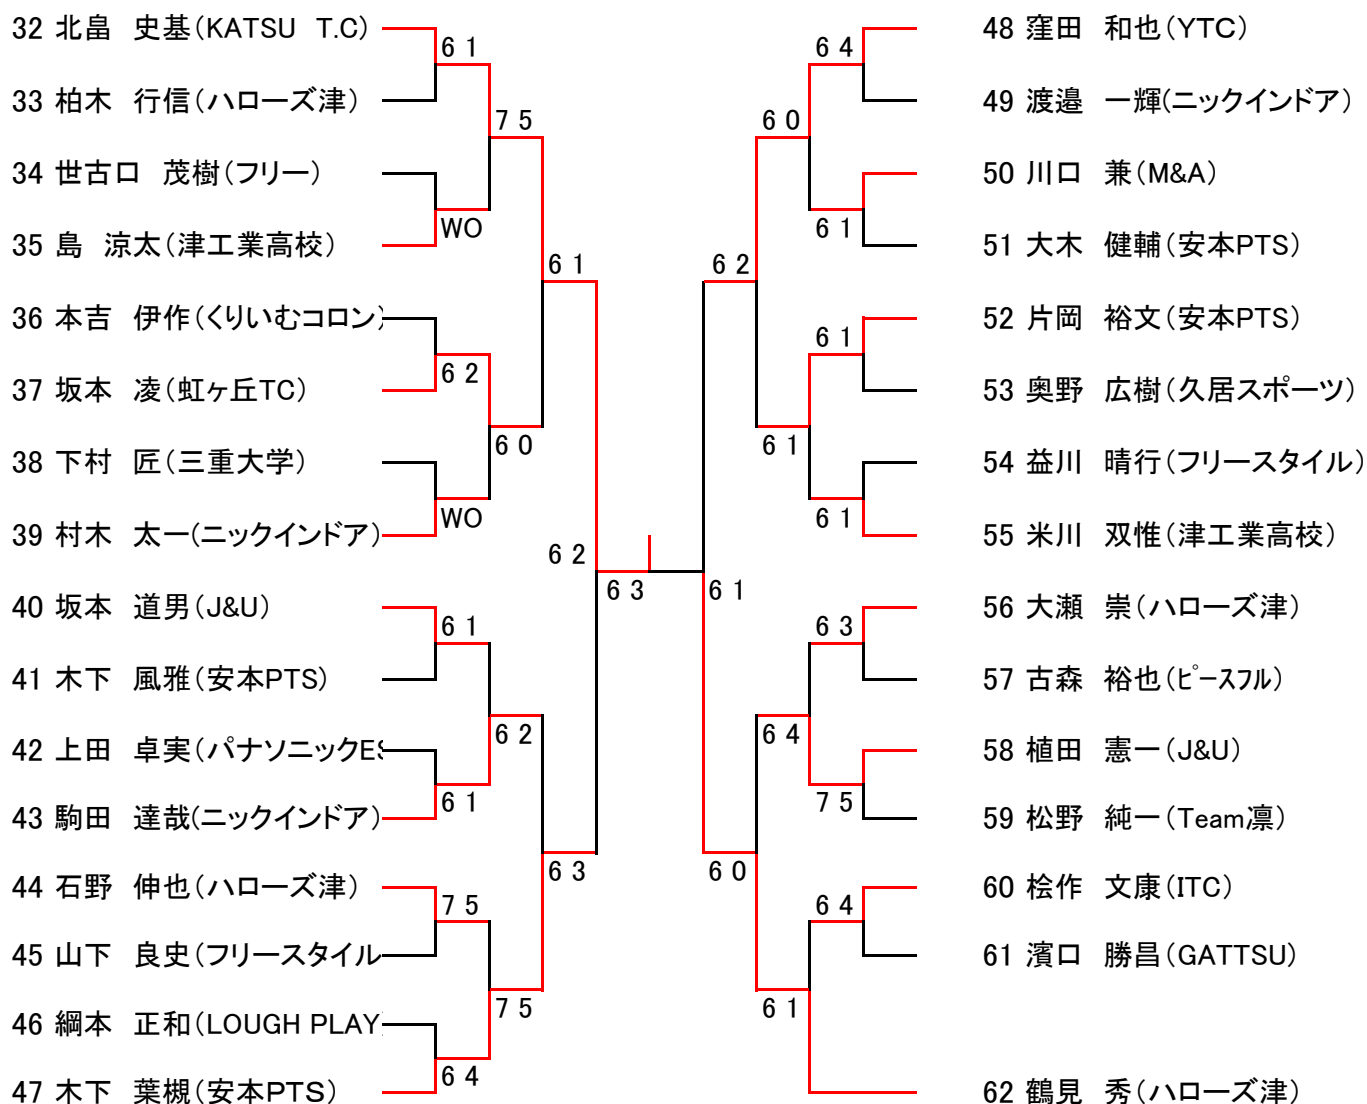 32 北畠　史基(KATSU　T.C)
6 1
33 柏木　行信(ハローズ津)
7 5
34 世古口　茂樹(フリー)
WO
35 島　涼太(津工業高校)
6 1
36 本吉　伊作(くりいむコロン)
6 2
37 坂本　凌(虹ヶ丘TC)
6 0
38 下村　匠(三重大学)
WO
39 村木　太一(ニックインドア)
6 2
6 3
40 坂本　道男(J&U)
6 1
41 木下　風雅(安本PTS)
6 2
42 上田　卓実(パナソニックES
6 1
43 駒田　達哉(ニックインドア)
6 3
44 石野　伸也(ハローズ津)
7 5
45 山下　良史(フリースタイル
7 5
46 綱本　正和(LOUGH PLAY)
6 4
47 木下　葉槻(安本PTS)
48 窪田　和也(YTC)
6 4
49 渡邉　一輝(ニックインドア)
6 0
50 川口　兼(M&A)
6 1
51 大木　健輔(安本PTS)
6 2
52 片岡　裕文(安本PTS)
6 1
53 奥野　広樹(久居スポーツ)
6 1
54 益川　晴行(フリースタイル)
6 1
55 米川　双惟(津工業高校)
6 1
56 大瀬　崇(ハローズ津)
6 3
57 古森　裕也(ﾋﾟｰｽﾌﾙ)
6 4
58 植田　憲一(J&U)
7 5
59 松野　純一(Team凛)
6 0
60 桧作　文康(ITC)
6 4
61 濱口　勝昌(GATTSU)
6 1
62 鶴見　秀(ハローズ津)